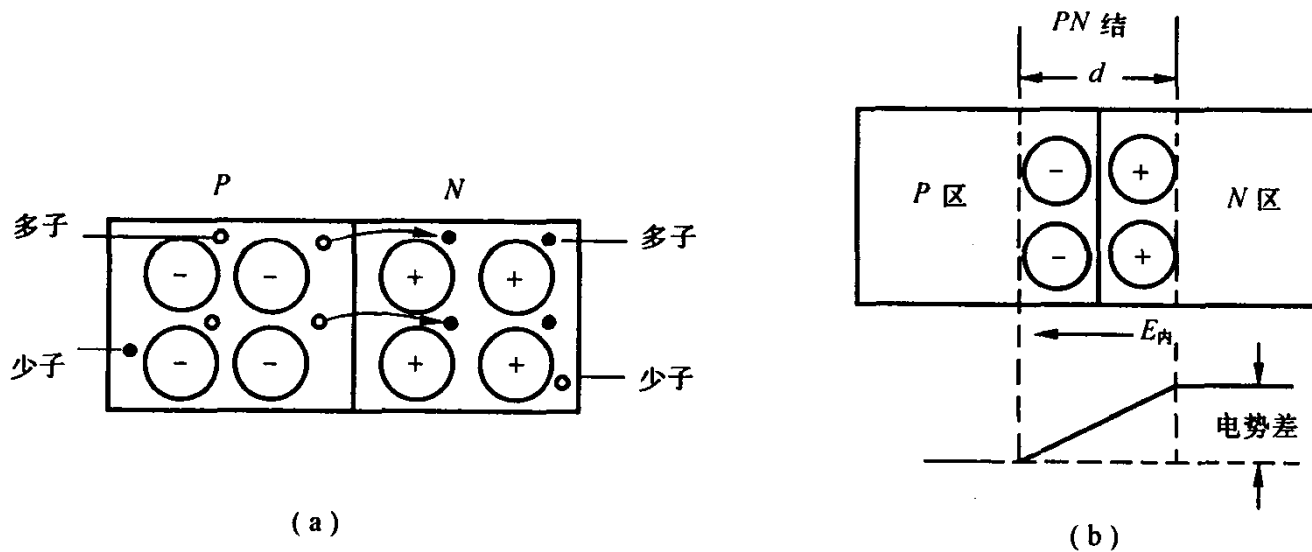 P
N
多子
多子
少子
少子
- - + +
- - + +
(a)
PN 结
d
P 区
- +
N 区
- +
E内
电势差
(b)